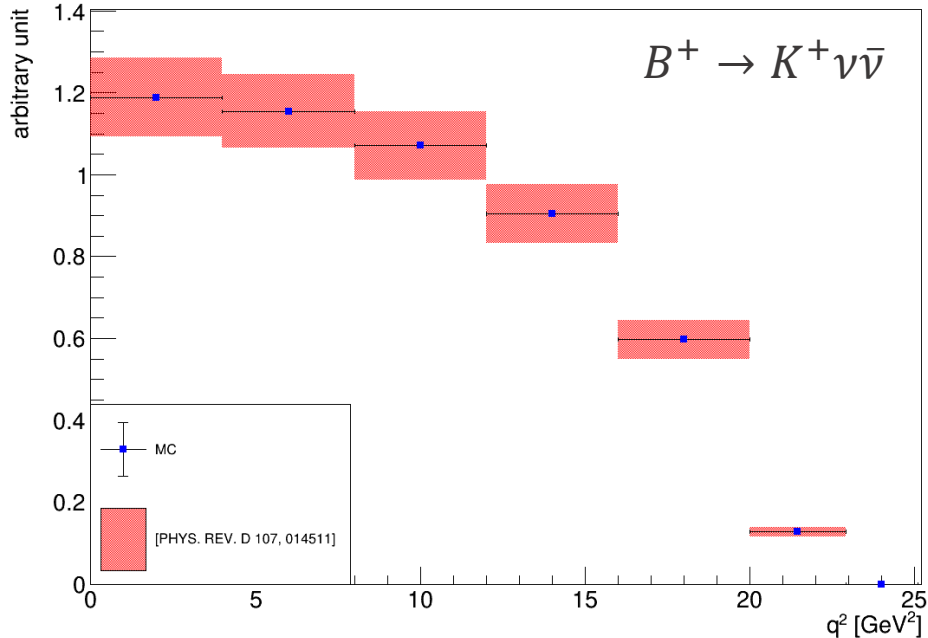 arbitrary unit
1.4
1.2
1
0.8
0.6
0.4
0.2
0
B⁺ → K⁺νν̄
MC
[PHYS. REV. D 107, 014511]
0 5 10 15 20 25
q² [GeV²]